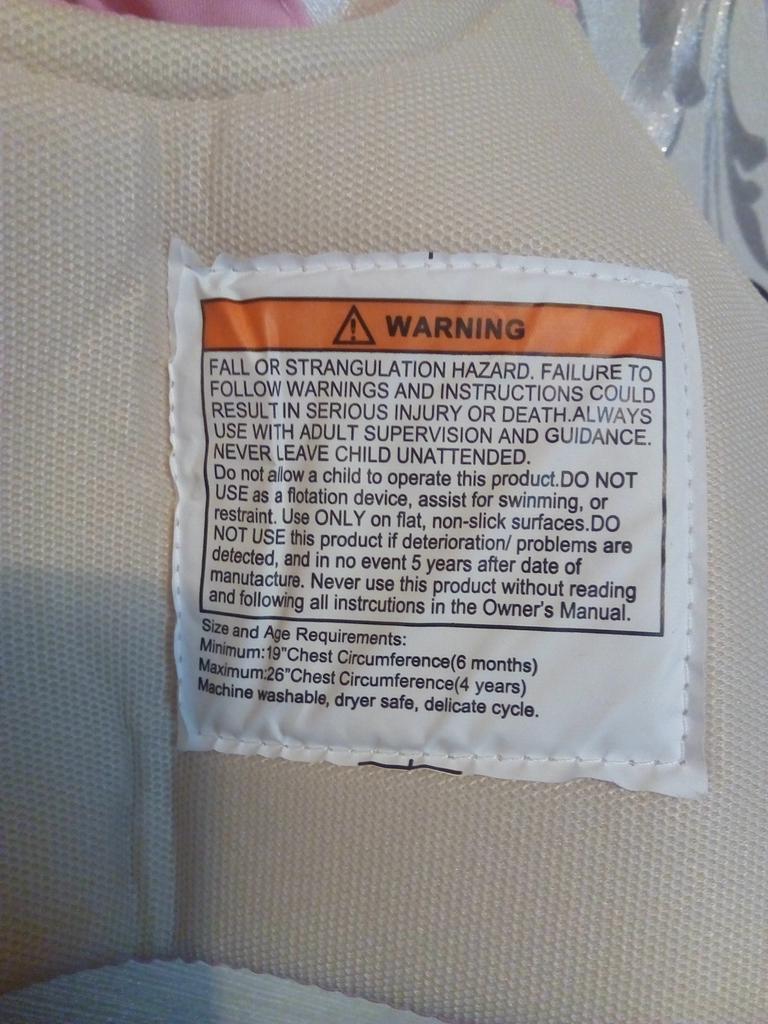 WARNING
FALL OR STRANGULATION HAZARD. FAILURE TO
FOLLOW WARNINGS AND INSTRUCTIONS COULD
RESULT IN SERIOUS INJURY OR DEATH.ALWAYS
USE WITH ADULT SUPERVISION AND GUIDANCE.
NEVER LEAVE CHILD UNATTENDED.
Do not allow a child to operate this product.DO NOT
USE as a flotation device, assist for swinming, or
restraint. Use ONLY on flat, non-slick surfaces.DO
NOT USE this product if deterioration/ problems are
detected, and in no event 5 years after date of
manutacture. Never use this product without reading
and following all instrcutions in the Owner's Manual.
Size and Age Requirements:
Minimum:19"Chest Circumference(6 months)
Maximum:26"Chest Circumference(4 years)
Machine washable, dryer safe, delicate cycle.